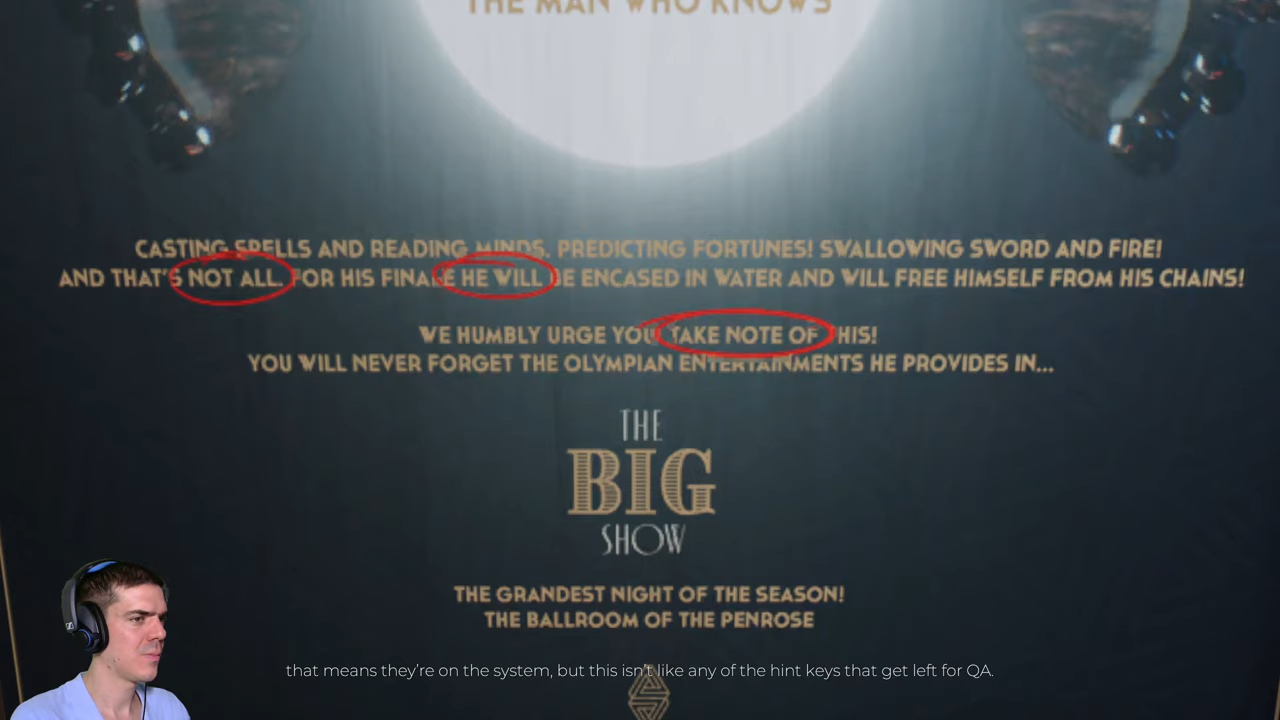 THE MAN WHO KNOWS
CASTING SPELLS AND READING MINDS, PREDICTING FORTUNES! SWALLOWING SWORD AND FIRE!
AND THAT'S NOT ALL. FOR HIS FINALE HE WILL BE ENCASED IN WATER AND WILL FREE HIMSELF FROM HIS CHAINS!
WE HUMBLY URGE YOU TAKE NOTE OF THIS!
YOU WILL NEVER FORGET THE OLYMPIAN ENTERTAINMENTS HE PROVIDES IN...
THE
BIG
SHOW
THE GRANDEST NIGHT OF THE SEASON!
THE BALLROOM OF THE PENROSE
that means they're on the system, but this isn't like any of the hint keys that get left for QA.